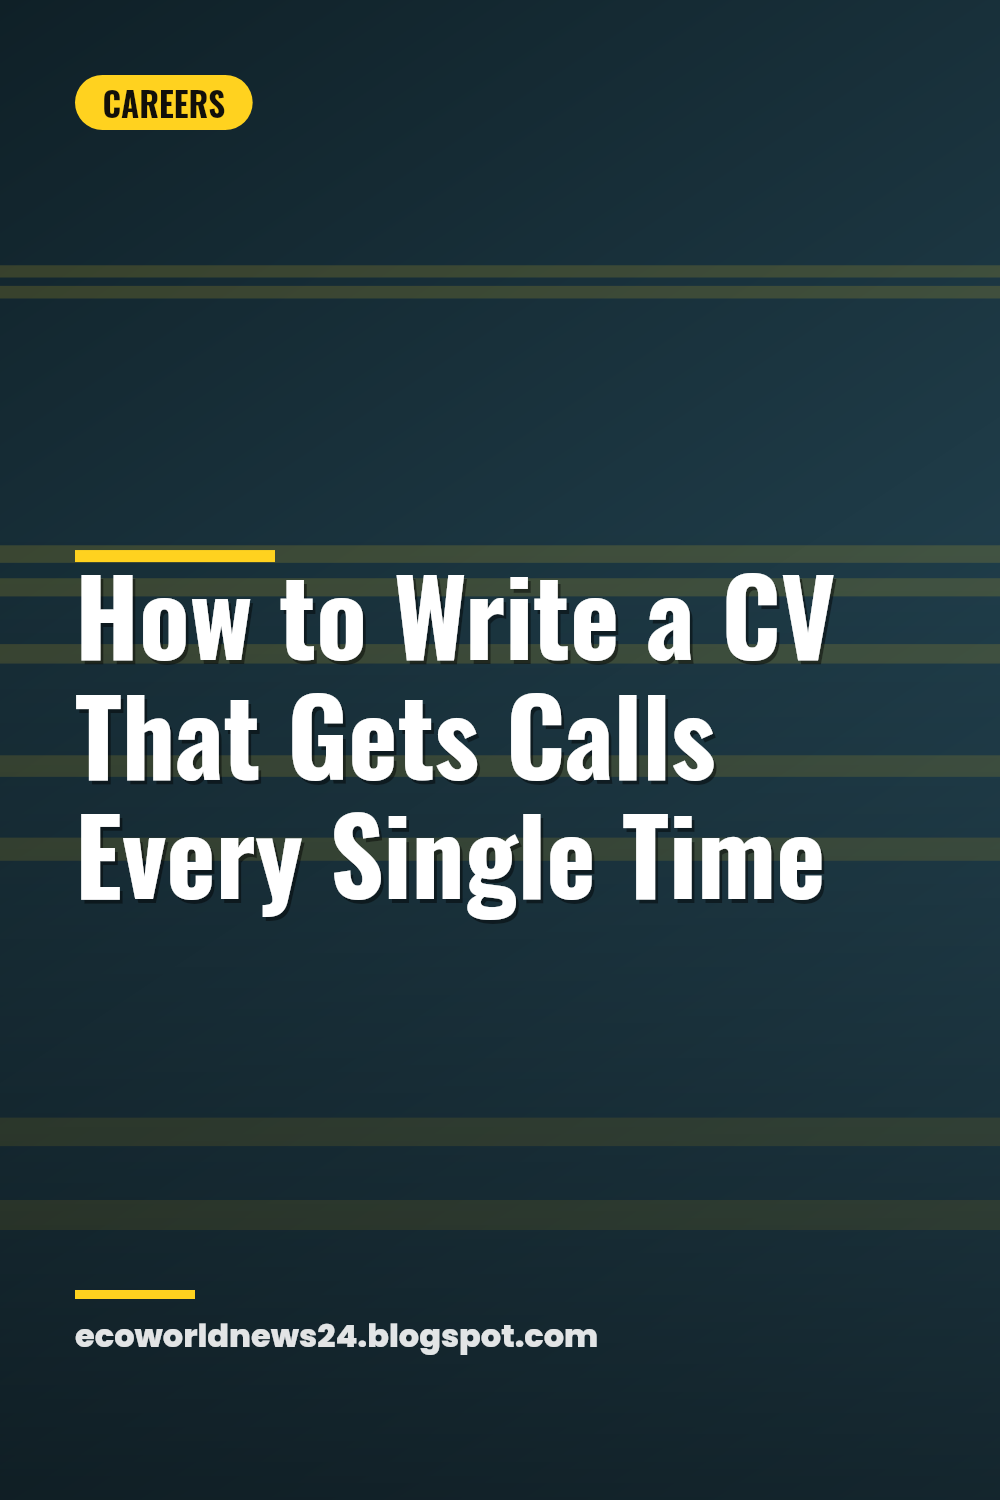 CAREERS
How to Write a CV
That Gets Calls
Every Single Time
ecoworldnews24.blogspot.com